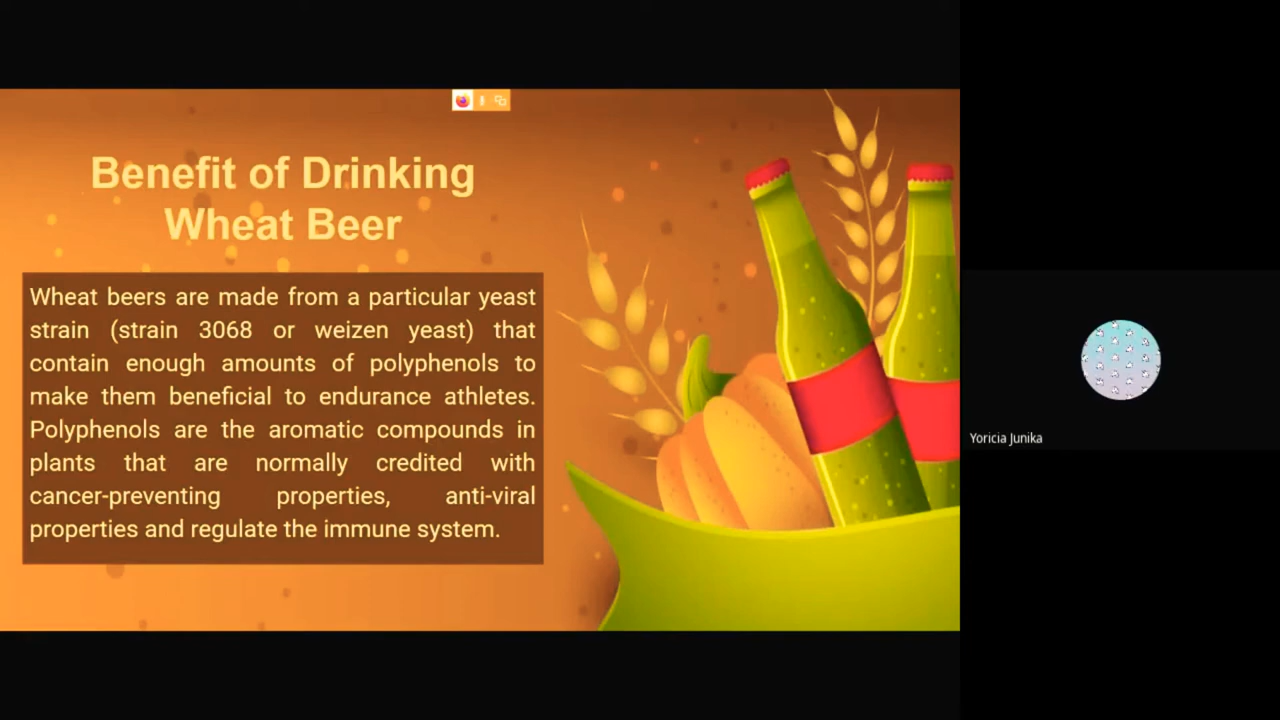 Benefit of Drinking
Wheat Beer
Wheat beers are made from a particular yeast
strain (strain 3068 or weizen yeast) that
contain enough amounts of polyphenols to
make them beneficial to endurance athletes.
Polyphenols are the aromatic compounds in
plants that are normally credited with
cancer-preventing properties, anti-viral
properties and regulate the immune system.
Yoricia Junika